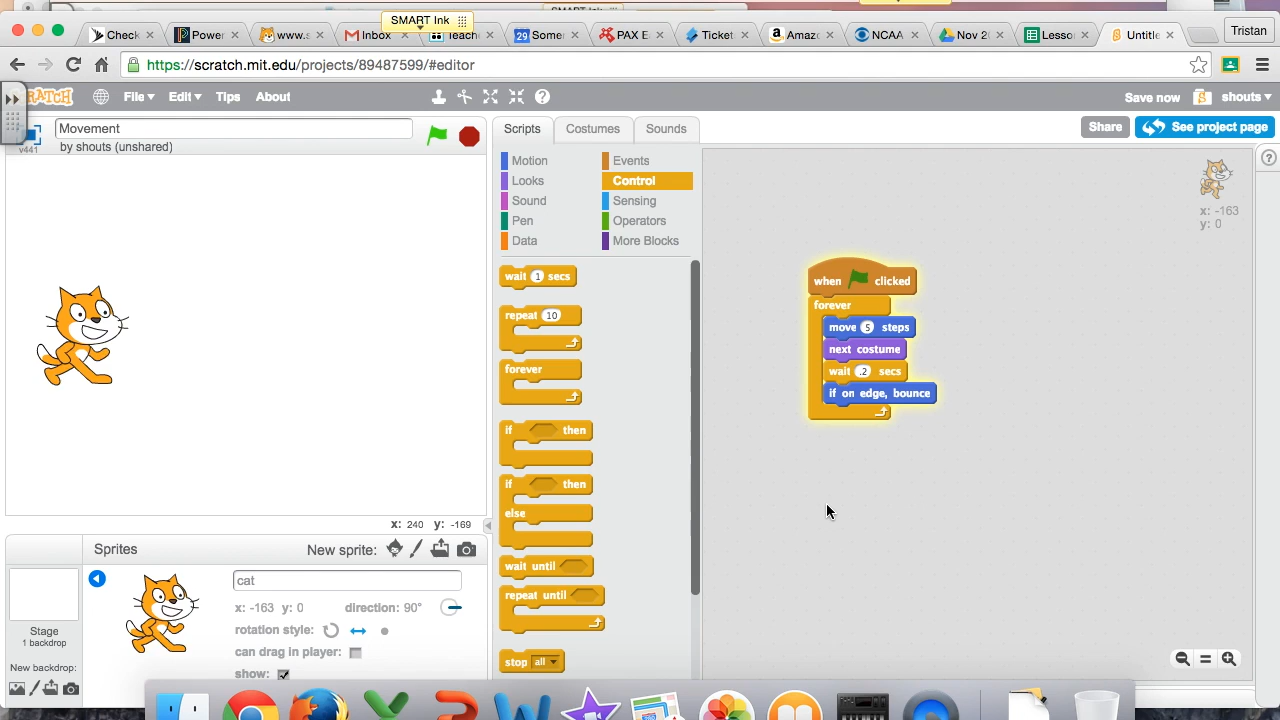 SMART Ink
Check
Power
www.s
Inbox
Teach
29 Some
PAX E
Ticket
Amaz
NCAA
Nov 2
Lesso
Untitle
Tristan
https://scratch.mit.edu/projects/89487599/#editor
File Edit Tips About
Save now
shouts
Movement
by shouts (unshared)
v441
Scripts Costumes Sounds
Share
See project page
Motion Events
Looks Control
Sound Sensing
Pen Operators
Data More Blocks
x: -163
y: 0
wait 1 secs
repeat 10
forever
if then
if then
else
wait until
repeat until
stop all
when clicked
forever
move 5 steps
next costume
wait .2 secs
if on edge, bounce
x: 240 y: -169
Sprites
New sprite:
cat
x: -163 y: 0 direction: 90°
rotation style:
can drag in player:
show:
Stage
1 backdrop
New backdrop: